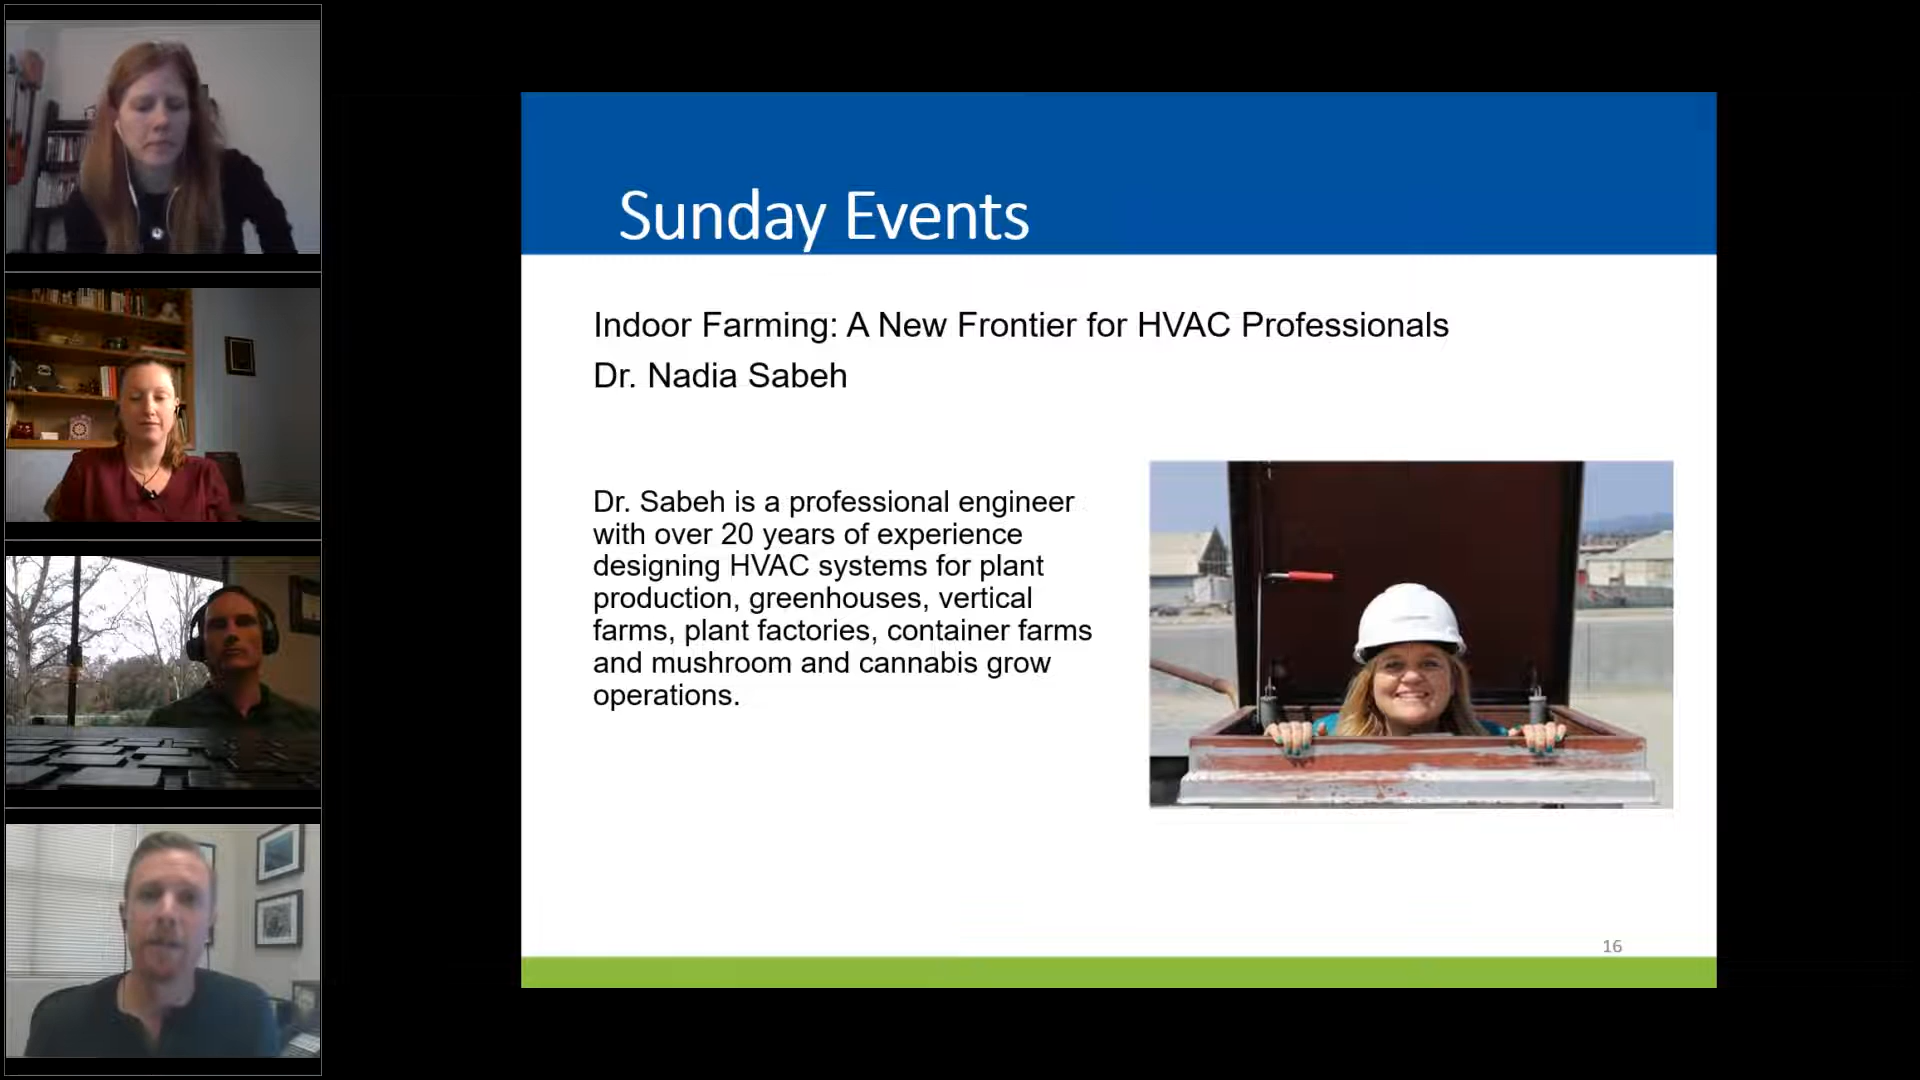 Sunday Events
Indoor Farming: A New Frontier for HVAC Professionals
Dr. Nadia Sabeh
Dr. Sabeh is a professional engineer
with over 20 years of experience
designing HVAC systems for plant
production, greenhouses, vertical
farms, plant factories, container farms
and mushroom and cannabis grow
operations.
16